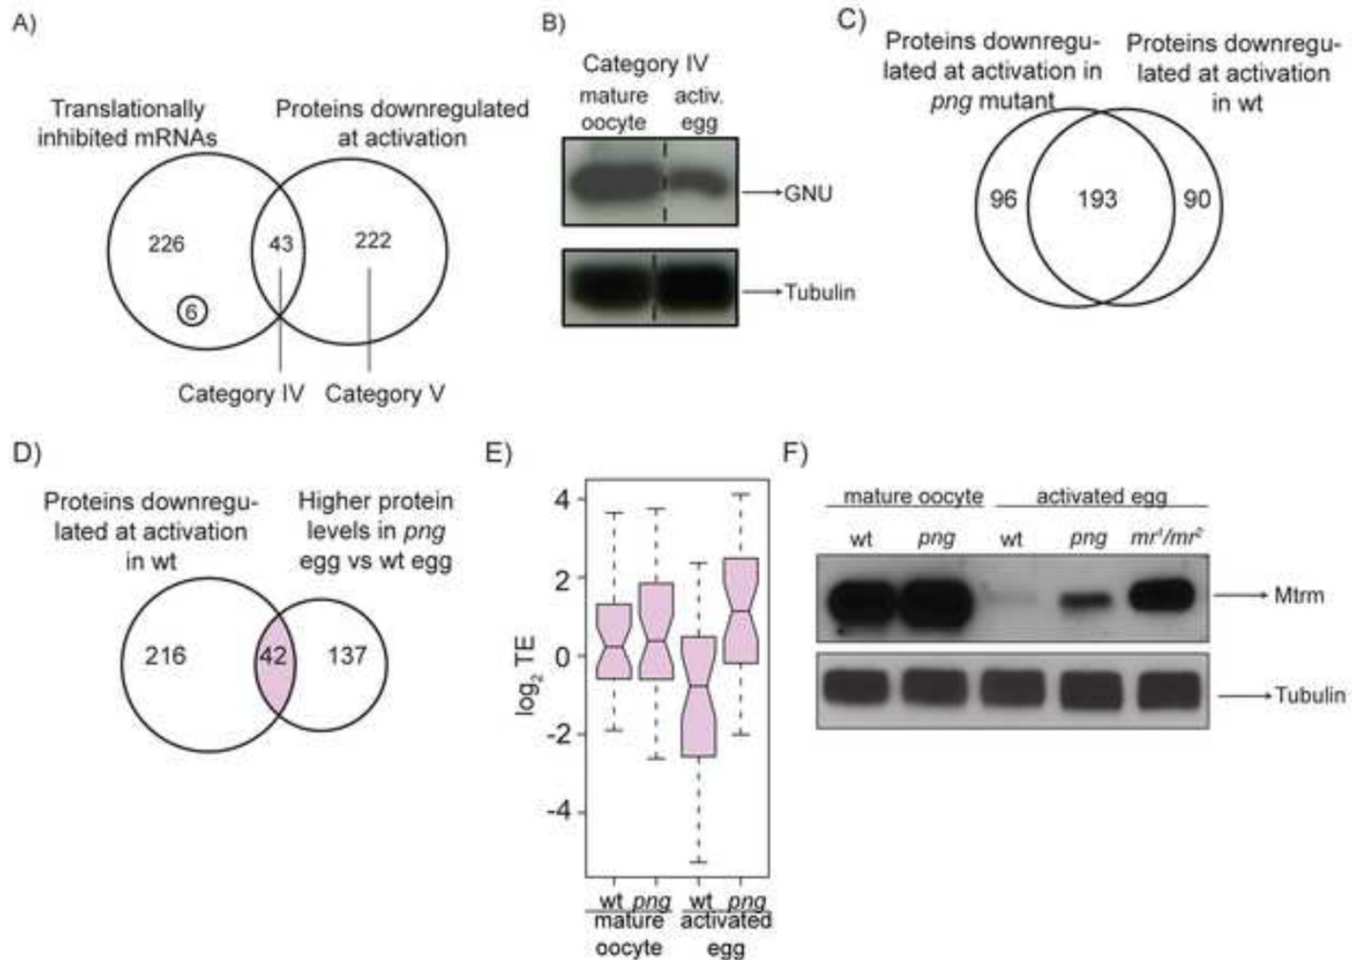 A)
Translationally
inhibited mRNAs
Proteins downregulated
at activation
226
43
222
6
Category IV
Category V
B)
Category IV
mature
oocyte
activ.
egg
GNU
Tubulin
C)
Proteins downregu-
lated at activation in
png mutant
Proteins downregu-
lated at activation
in wt
96
193
90
D)
Proteins downregu-
lated at activation
in wt
Higher protein
levels in png
egg vs wt egg
216
42
137
E)
log₂ TE
4
2
0
-2
-4
wt png wt png
mature
oocyte
activated
egg
F)
mature oocyte
activated egg
wt png wt png mr¹/mr²
Mtrm
Tubulin